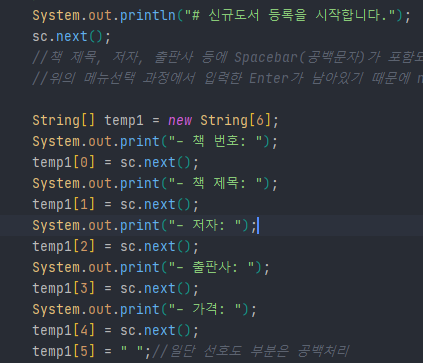 System.out.println("# 신규도서 등록을 시작합니다.");
sc.next();
//책 제목, 저자, 출판사 등에 Spacebar(공백문자)가
//위의 메뉴선택 과정에서 입력한 Enter가 남아있기 때문에
String[] temp1 = new String[6];
System.out.print("- 책 번호: ");
temp1[0] = sc.next();
System.out.print("- 책 제목: ");
temp1[1] = sc.next();
System.out.print("- 저자: ");
temp1[2] = sc.next();
System.out.print("- 출판사: ");
temp1[3] = sc.next();
System.out.print("- 가격: ");
temp1[4] = sc.next();
temp1[5] = " ";//일단 선호도 부분은 공백처리